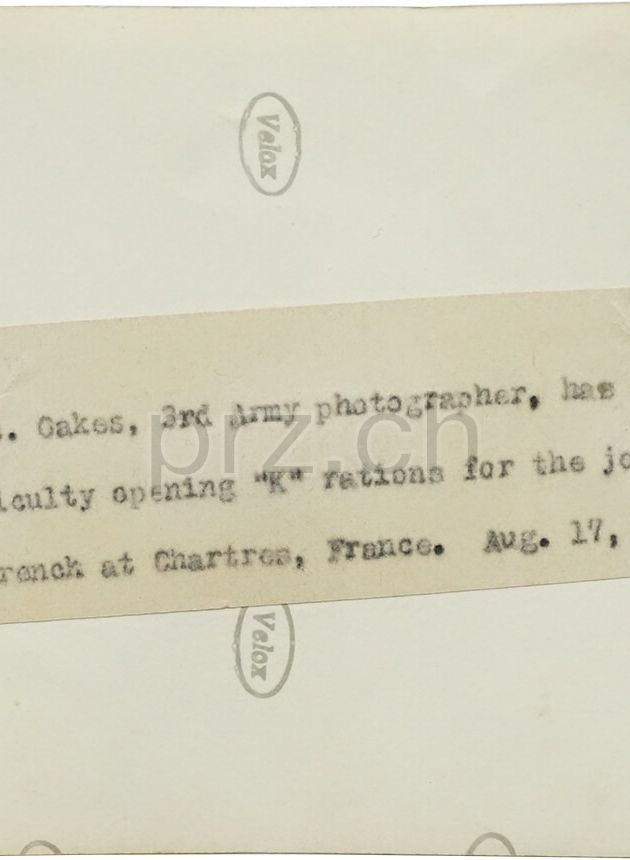 Velox
. Oakes, 3rd Army photographer, has
iculty opening "K" rations for the jo
rench at Chartres, France. Aug. 17,
prz.ch
Velox